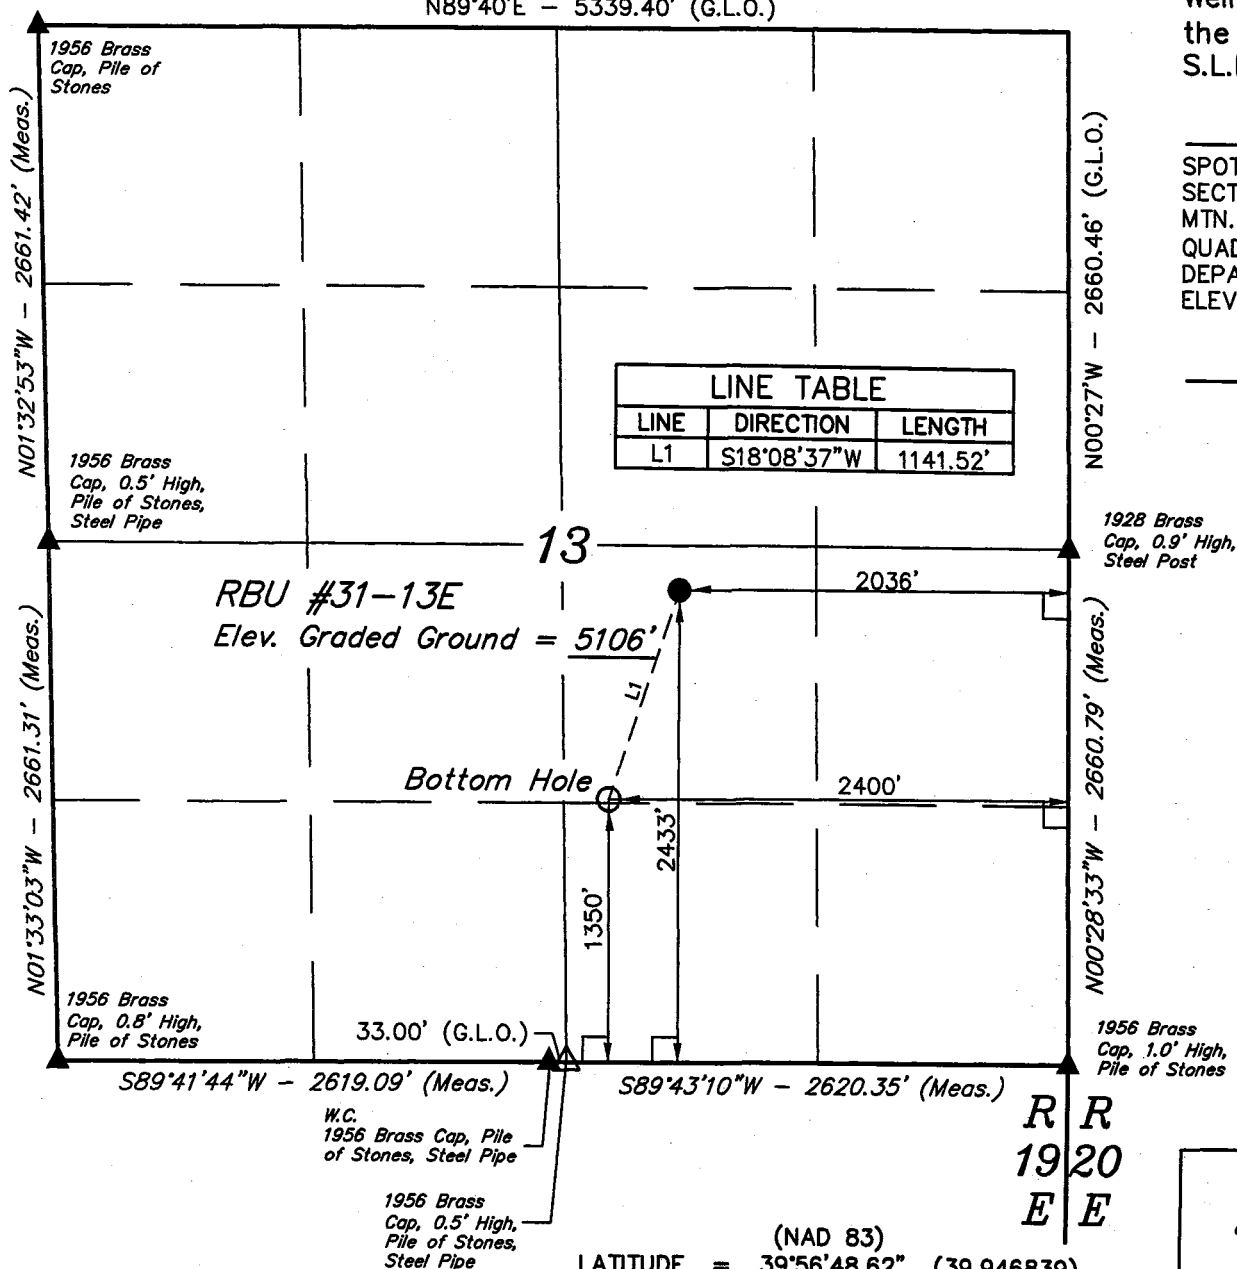 N89°40'E - 5339.40' (G.L.O.)
1956 Brass
Cap, Pile of
Stones
the
SPOT
SECT
MTN.
QUAD
DEPA
ELEV
N01°32'53"W - 2661.42' (Meas.)
N00°27'W - 2660.46' (G.L.O.)
LINE TABLE
LINE DIRECTION LENGTH
L1 S18°08'37"W 1141.52'
1956 Brass
Cap, 0.5' High,
Pile of Stones,
Steel Pipe
13
1928 Brass
Cap, 0.9' High,
Steel Post
RBU #31-13E
Elev. Graded Ground = 5106'
2036'
L1
N01°33'03"W - 2661.31' (Meas.)
N00°28'33"W - 2660.79' (Meas.)
Bottom Hole
2400'
2433'
1350'
1956 Brass
Cap, 0.8' High,
Pile of Stones
33.00' (G.L.O.)
1956 Brass
Cap, 1.0' High,
Pile of Stones
S89°41'44"W - 2619.09' (Meas.)
S89°43'10"W - 2620.35' (Meas.)
W.C.
1956 Brass Cap, Pile
of Stones, Steel Pipe
R R
19 20
E E
1956 Brass
Cap, 0.5' High,
Pile of Stones,
Steel Pipe
(NAD 83)
LATITUDE = 39°56'48.62" (39.946839)